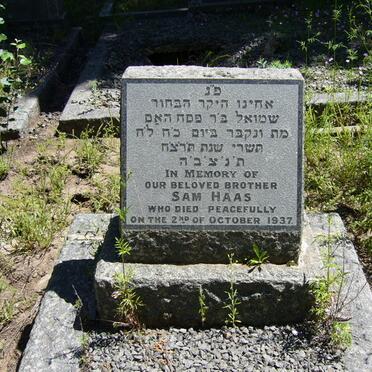 פ״נ
אחינו היקר הבחור
שמואל ב״ר פסח האס
מת ונקבר ביום כ״ח לח׳
תשרי שנת תרצ״ח
ת׳נ׳צ׳ב׳ה
IN MEMORY OF
OUR BELOVED BROTHER
SAM HAAS
WHO DIED PEACEFULLY
ON THE 2ND OF OCTOBER 1937